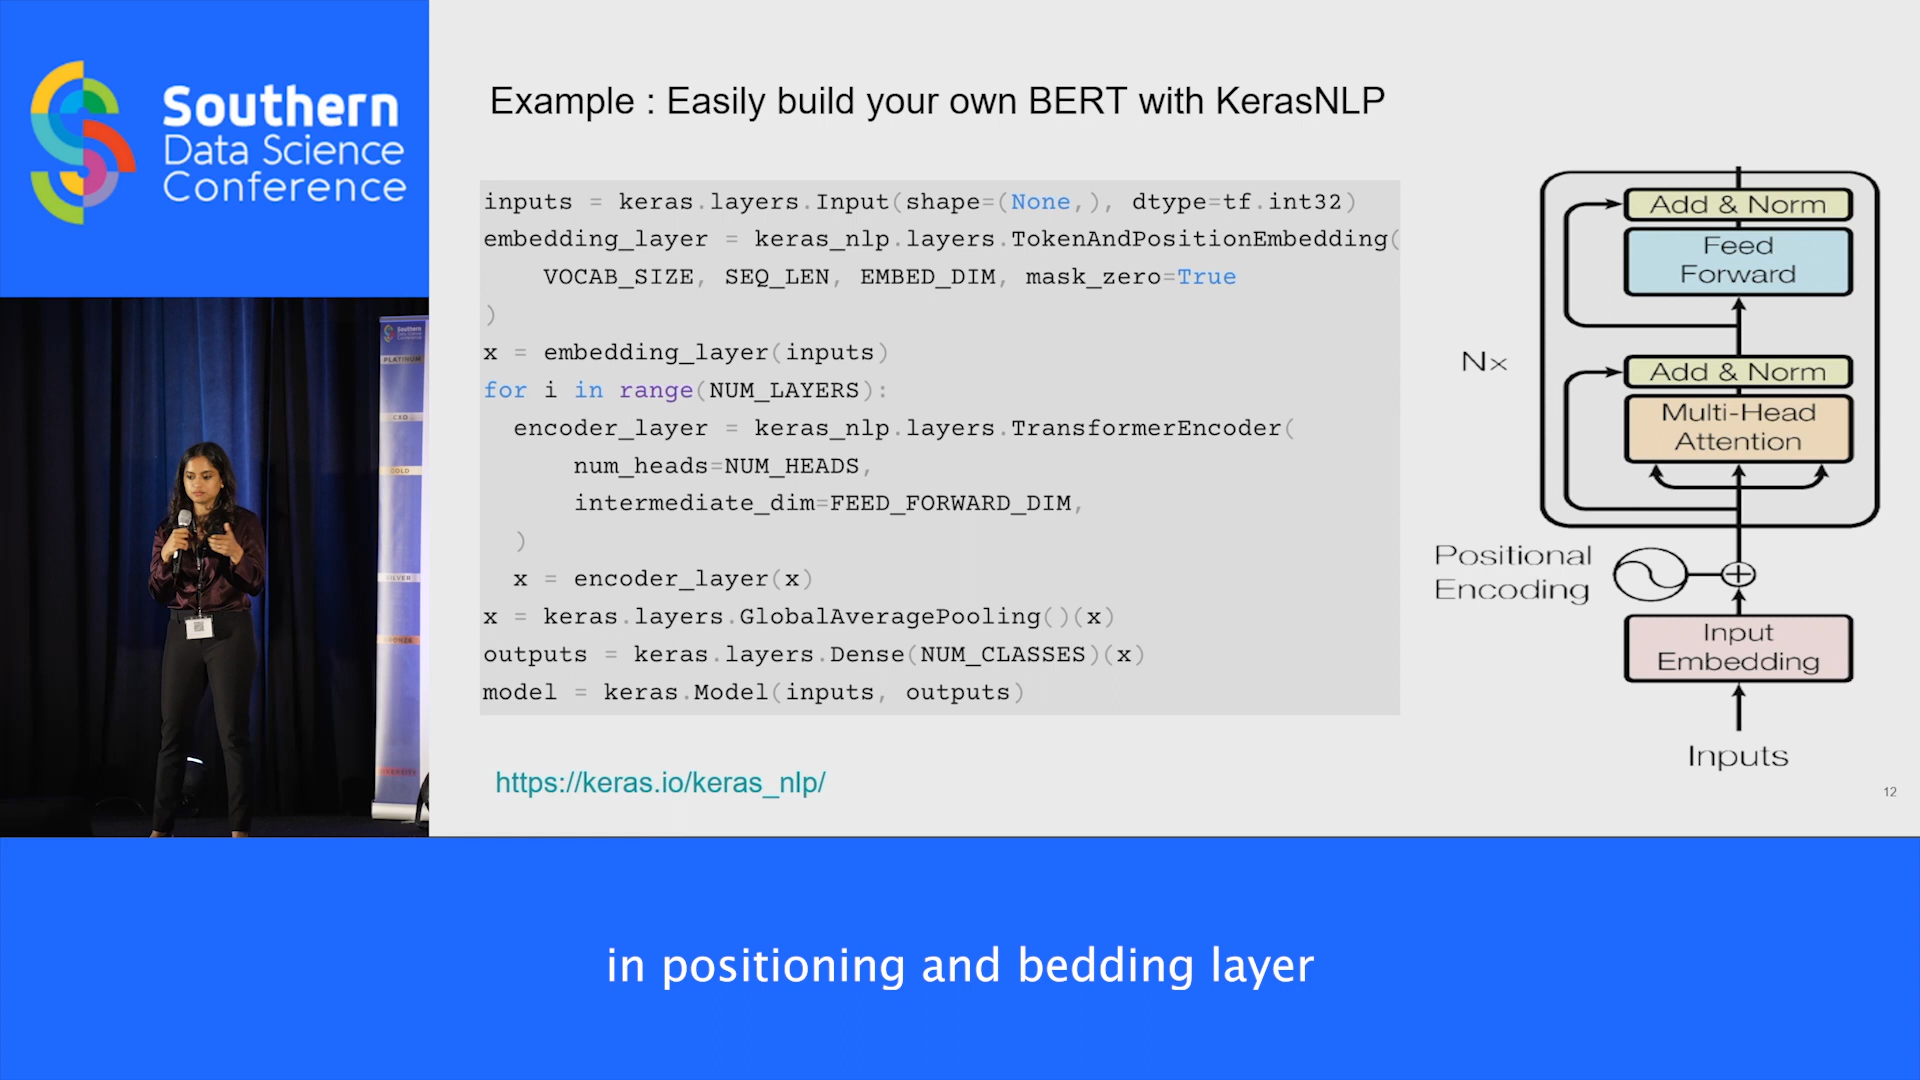 Southern
Data Science
Conference
Example : Easily build your own BERT with KerasNLP
inputs = keras.layers.Input(shape=(None,), dtype=tf.int32)
embedding_layer = keras_nlp.layers.TokenAndPositionEmbedding(
    VOCAB_SIZE, SEQ_LEN, EMBED_DIM, mask_zero=True
)
x = embedding_layer(inputs)
for i in range(NUM_LAYERS):
  encoder_layer = keras_nlp.layers.TransformerEncoder(
      num_heads=NUM_HEADS,
      intermediate_dim=FEED_FORWARD_DIM,
  )
  x = encoder_layer(x)
x = keras.layers.GlobalAveragePooling()(x)
outputs = keras.layers.Dense(NUM_CLASSES)(x)
model = keras.Model(inputs, outputs)
https://keras.io/keras_nlp/
Add & Norm
Feed
Forward
Nx
Add & Norm
Multi-Head
Attention
Positional
Encoding
Input
Embedding
Inputs
12
PLATINUM
GOLD
SILVER
in positioning and bedding layer